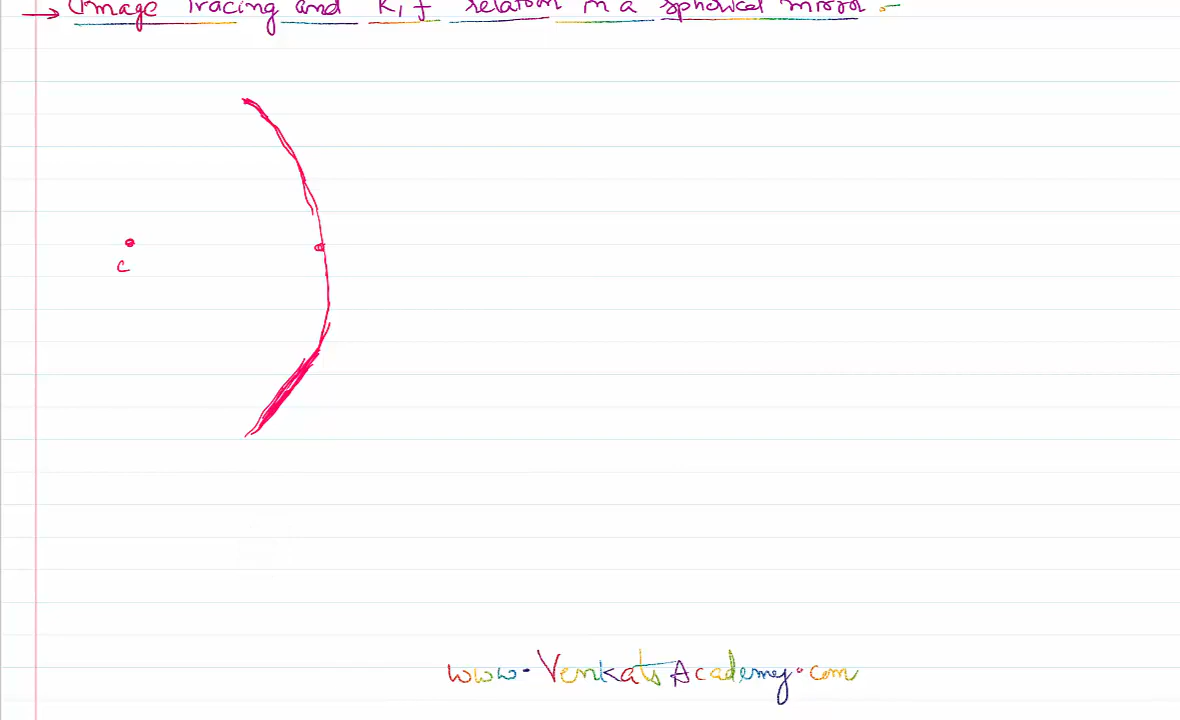 → Image Tracing and R, f relation in a spherical mirror :-
C
www.VenkatsAcademy.com